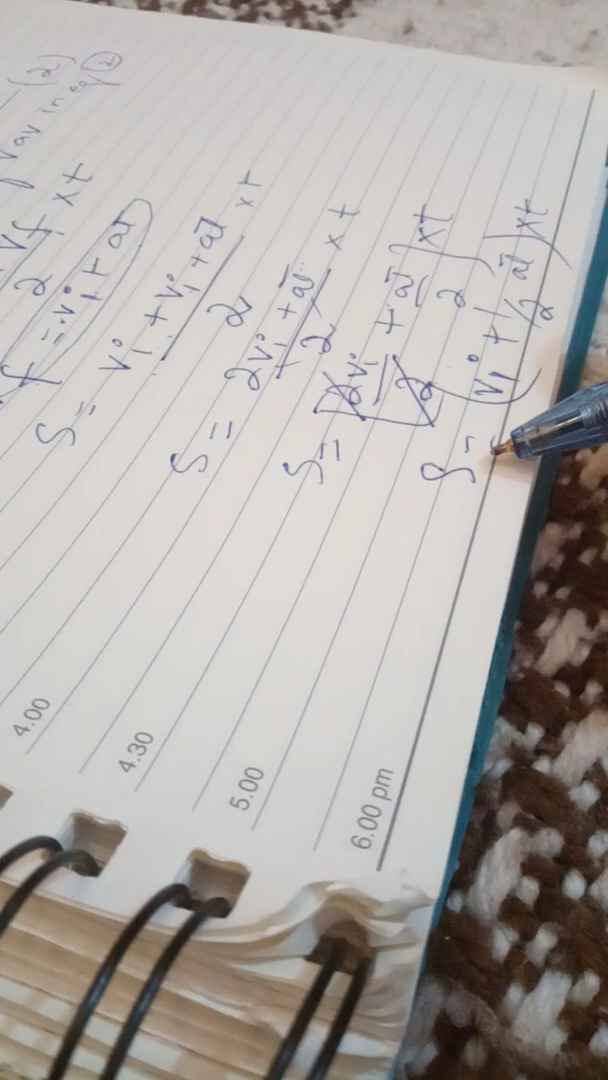 (2)
vav in eq (2)
vf/2 xt
f = vi + at
S = vi + vi + at/2 xt
S = 2vi + at/2 xt
S = [2vi/2 + at/2] xt
S = (vi + 1/2 at) xt
4.00
4.30
5.00
6.00 pm